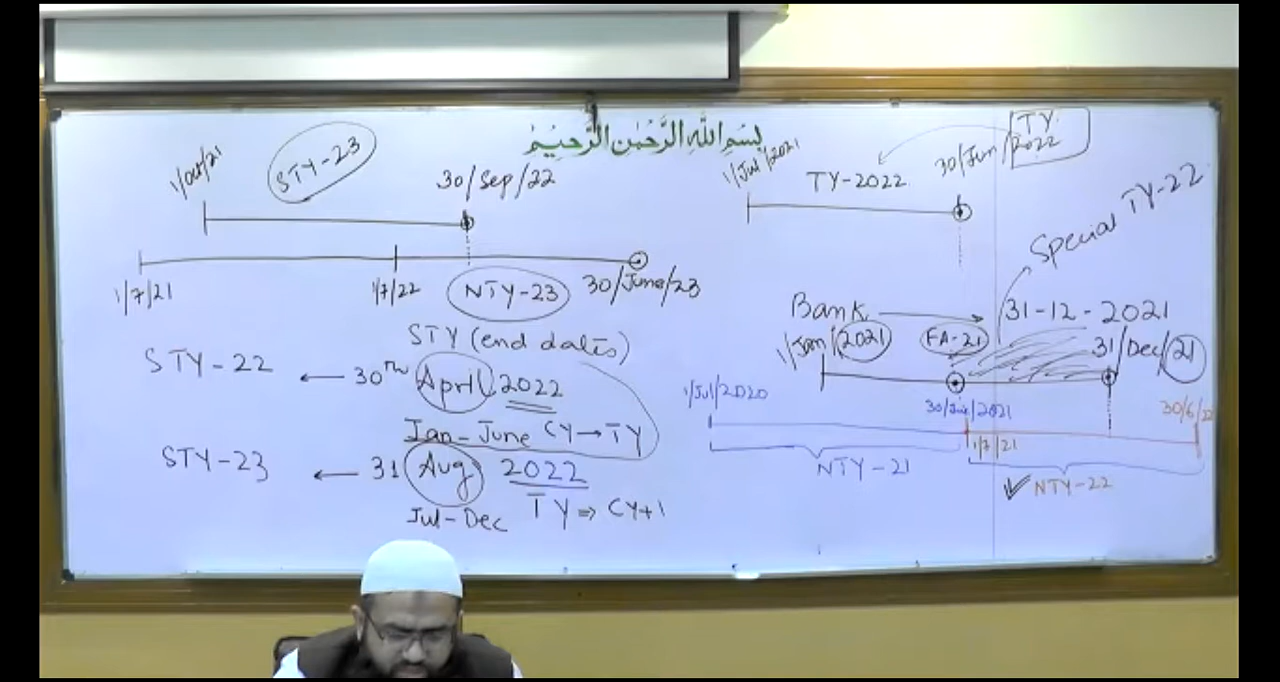 بِسْمِ اللّٰهِ الرَّحْمٰنِ الرَّحِيْمِ
1/Oct/21
STY-23
30/Sep/22
1/7/21
1/7/22
NTY-23
30/June/23
STY (end dates)
STY-22 ← 30th April 2022
Jan-June CY→TY
STY-23 ← 31 Aug 2022
Jul-Dec TY⇒CY+1
1/Jul/2021
TY-2022
30/Jun/2022
TY
Special TY-22
Bank → 31-12-2021
1/Jan/2021
FA-21
31/Dec/21
1/Jul/2020
30/Jun/2021
30/6/22
1/7/21
NTY-21
✓ NTY-22